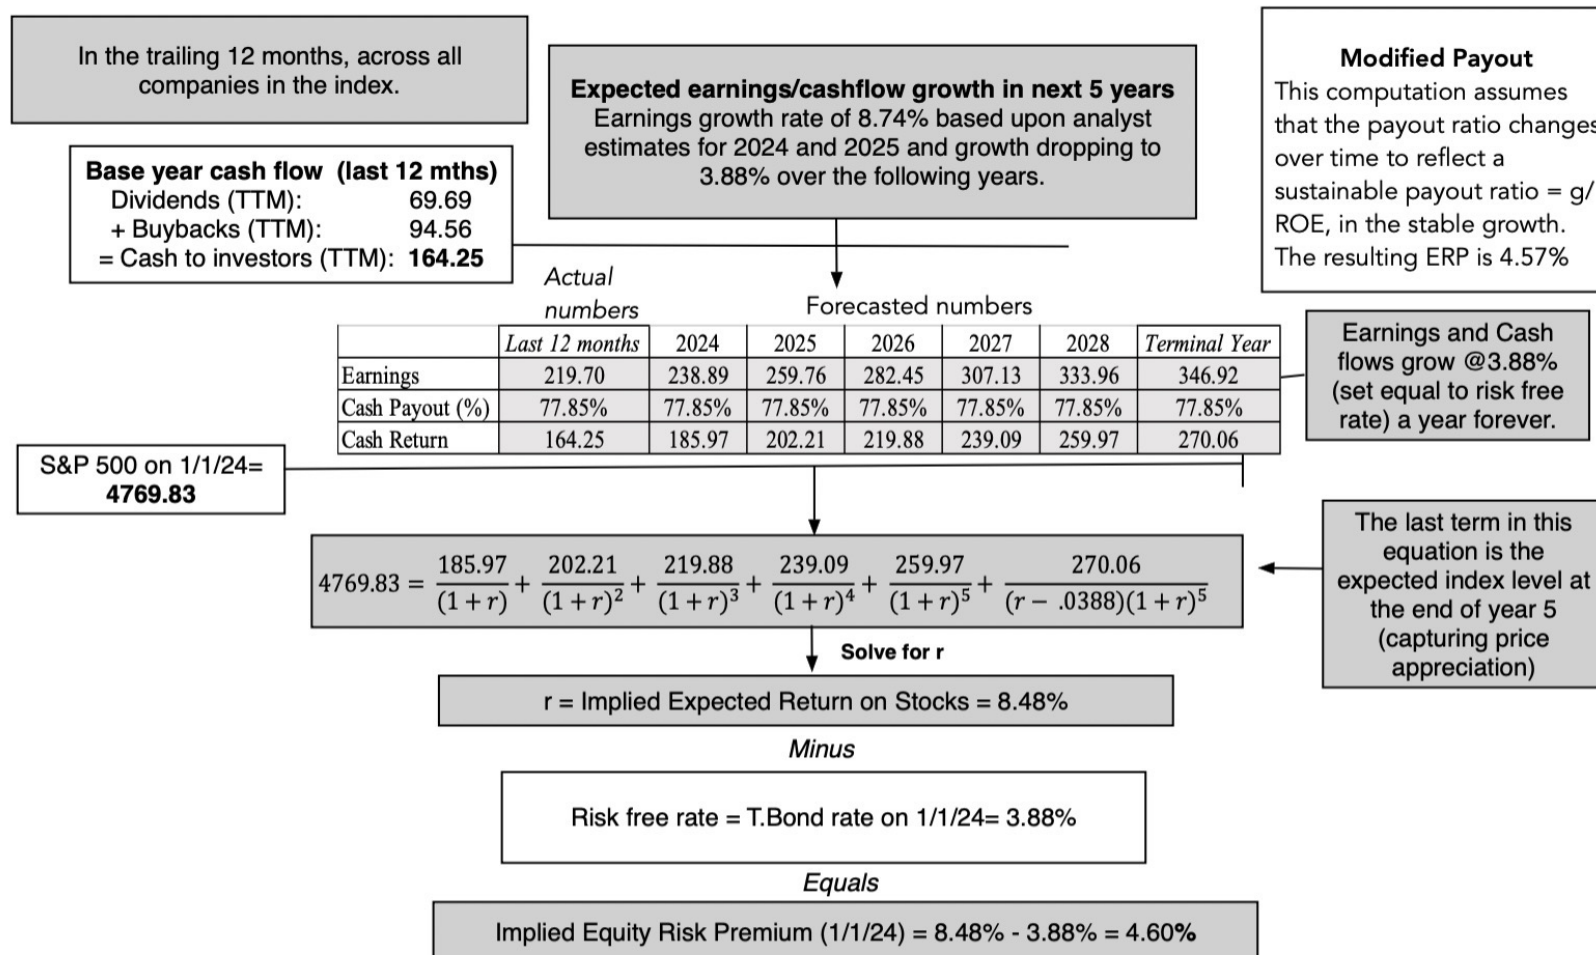 In the trailing 12 months, across all
companies in the index.
Expected earnings/cashflow growth in next 5 years
Earnings growth rate of 8.74% based upon analyst
estimates for 2024 and 2025 and growth dropping to
3.88% over the following years.
Modified Payout
This computation assumes
that the payout ratio changes
over time to reflect a
sustainable payout ratio = g/
ROE, in the stable growth.
The resulting ERP is 4.57%
Base year cash flow (last 12 mths)
Dividends (TTM): 69.69
+ Buybacks (TTM): 94.56
= Cash to investors (TTM): 164.25
Actual
numbers
Forecasted numbers
Last 12 months 2024 2025 2026 2027 2028 Terminal Year
Earnings 219.70 238.89 259.76 282.45 307.13 333.96 346.92
Cash Payout (%) 77.85% 77.85% 77.85% 77.85% 77.85% 77.85% 77.85%
Cash Return 164.25 185.97 202.21 219.88 239.09 259.97 270.06
Earnings and Cash
flows grow @3.88%
(set equal to risk free
rate) a year forever.
S&P 500 on 1/1/24=
4769.83
4769.83 = 185.97/(1 + r) + 202.21/(1 + r)² + 219.88/(1 + r)³ + 239.09/(1 + r)⁴ + 259.97/(1 + r)⁵ + 270.06/(r − .0388)(1 + r)⁵
The last term in this
equation is the
expected index level at
the end of year 5
(capturing price
appreciation)
Solve for r
r = Implied Expected Return on Stocks = 8.48%
Minus
Risk free rate = T.Bond rate on 1/1/24= 3.88%
Equals
Implied Equity Risk Premium (1/1/24) = 8.48% - 3.88% = 4.60%